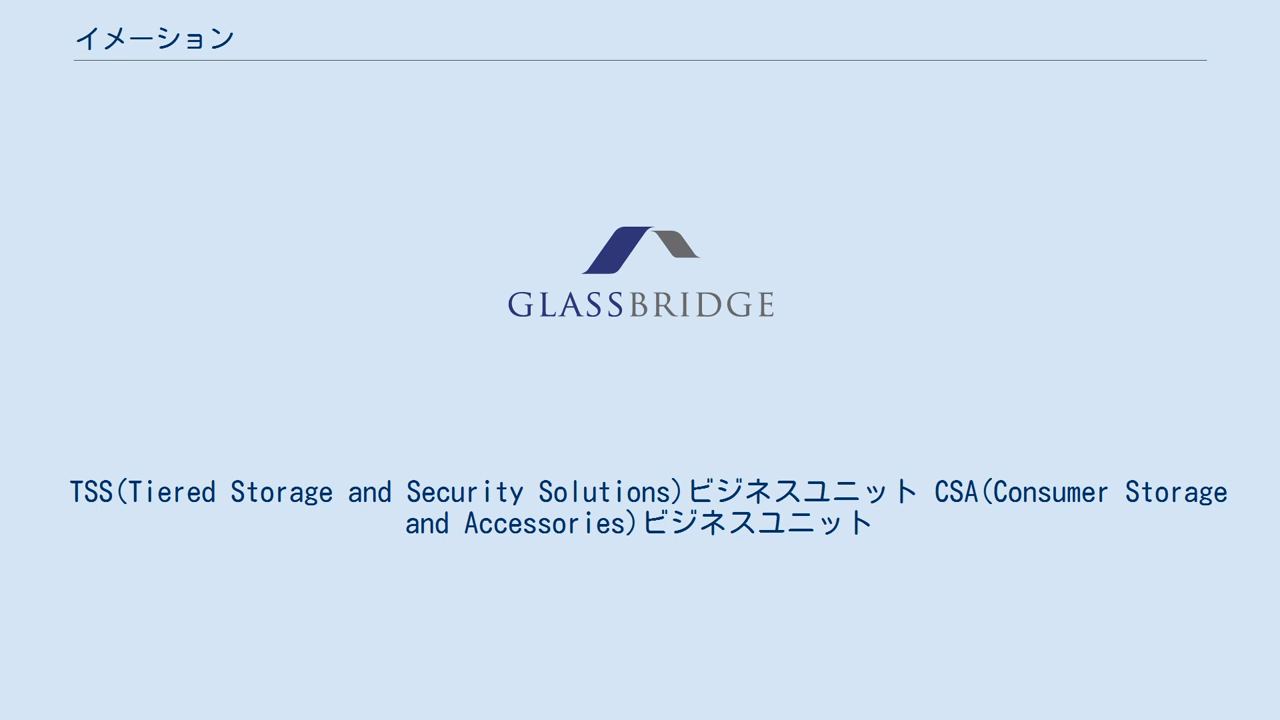 イメーション
GLASSBRIDGE
TSS(Tiered Storage and Security Solutions)ビジネスユニット CSA(Consumer Storage
and Accessories)ビジネスユニット